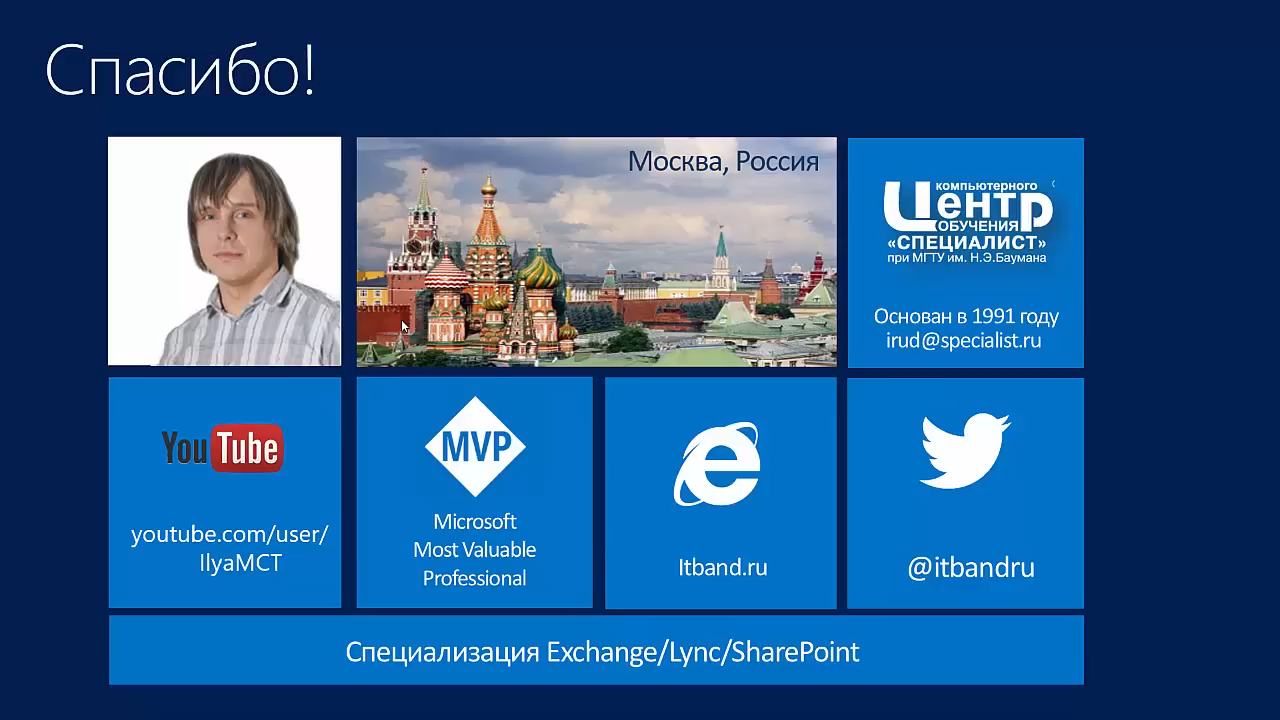 Спасибо!
Москва, Россия
Центр
компьютерного
ОБУЧЕНИЯ
«СПЕЦИАЛИСТ»
при МГТУ им. Н.Э.Баумана
Основан в 1991 году
irud@specialist.ru
YouTube
youtube.com/user/
IlyaMCT
MVP
Microsoft
Most Valuable
Professional
Itband.ru
@itbandru
Специализация Exchange/Lync/SharePoint